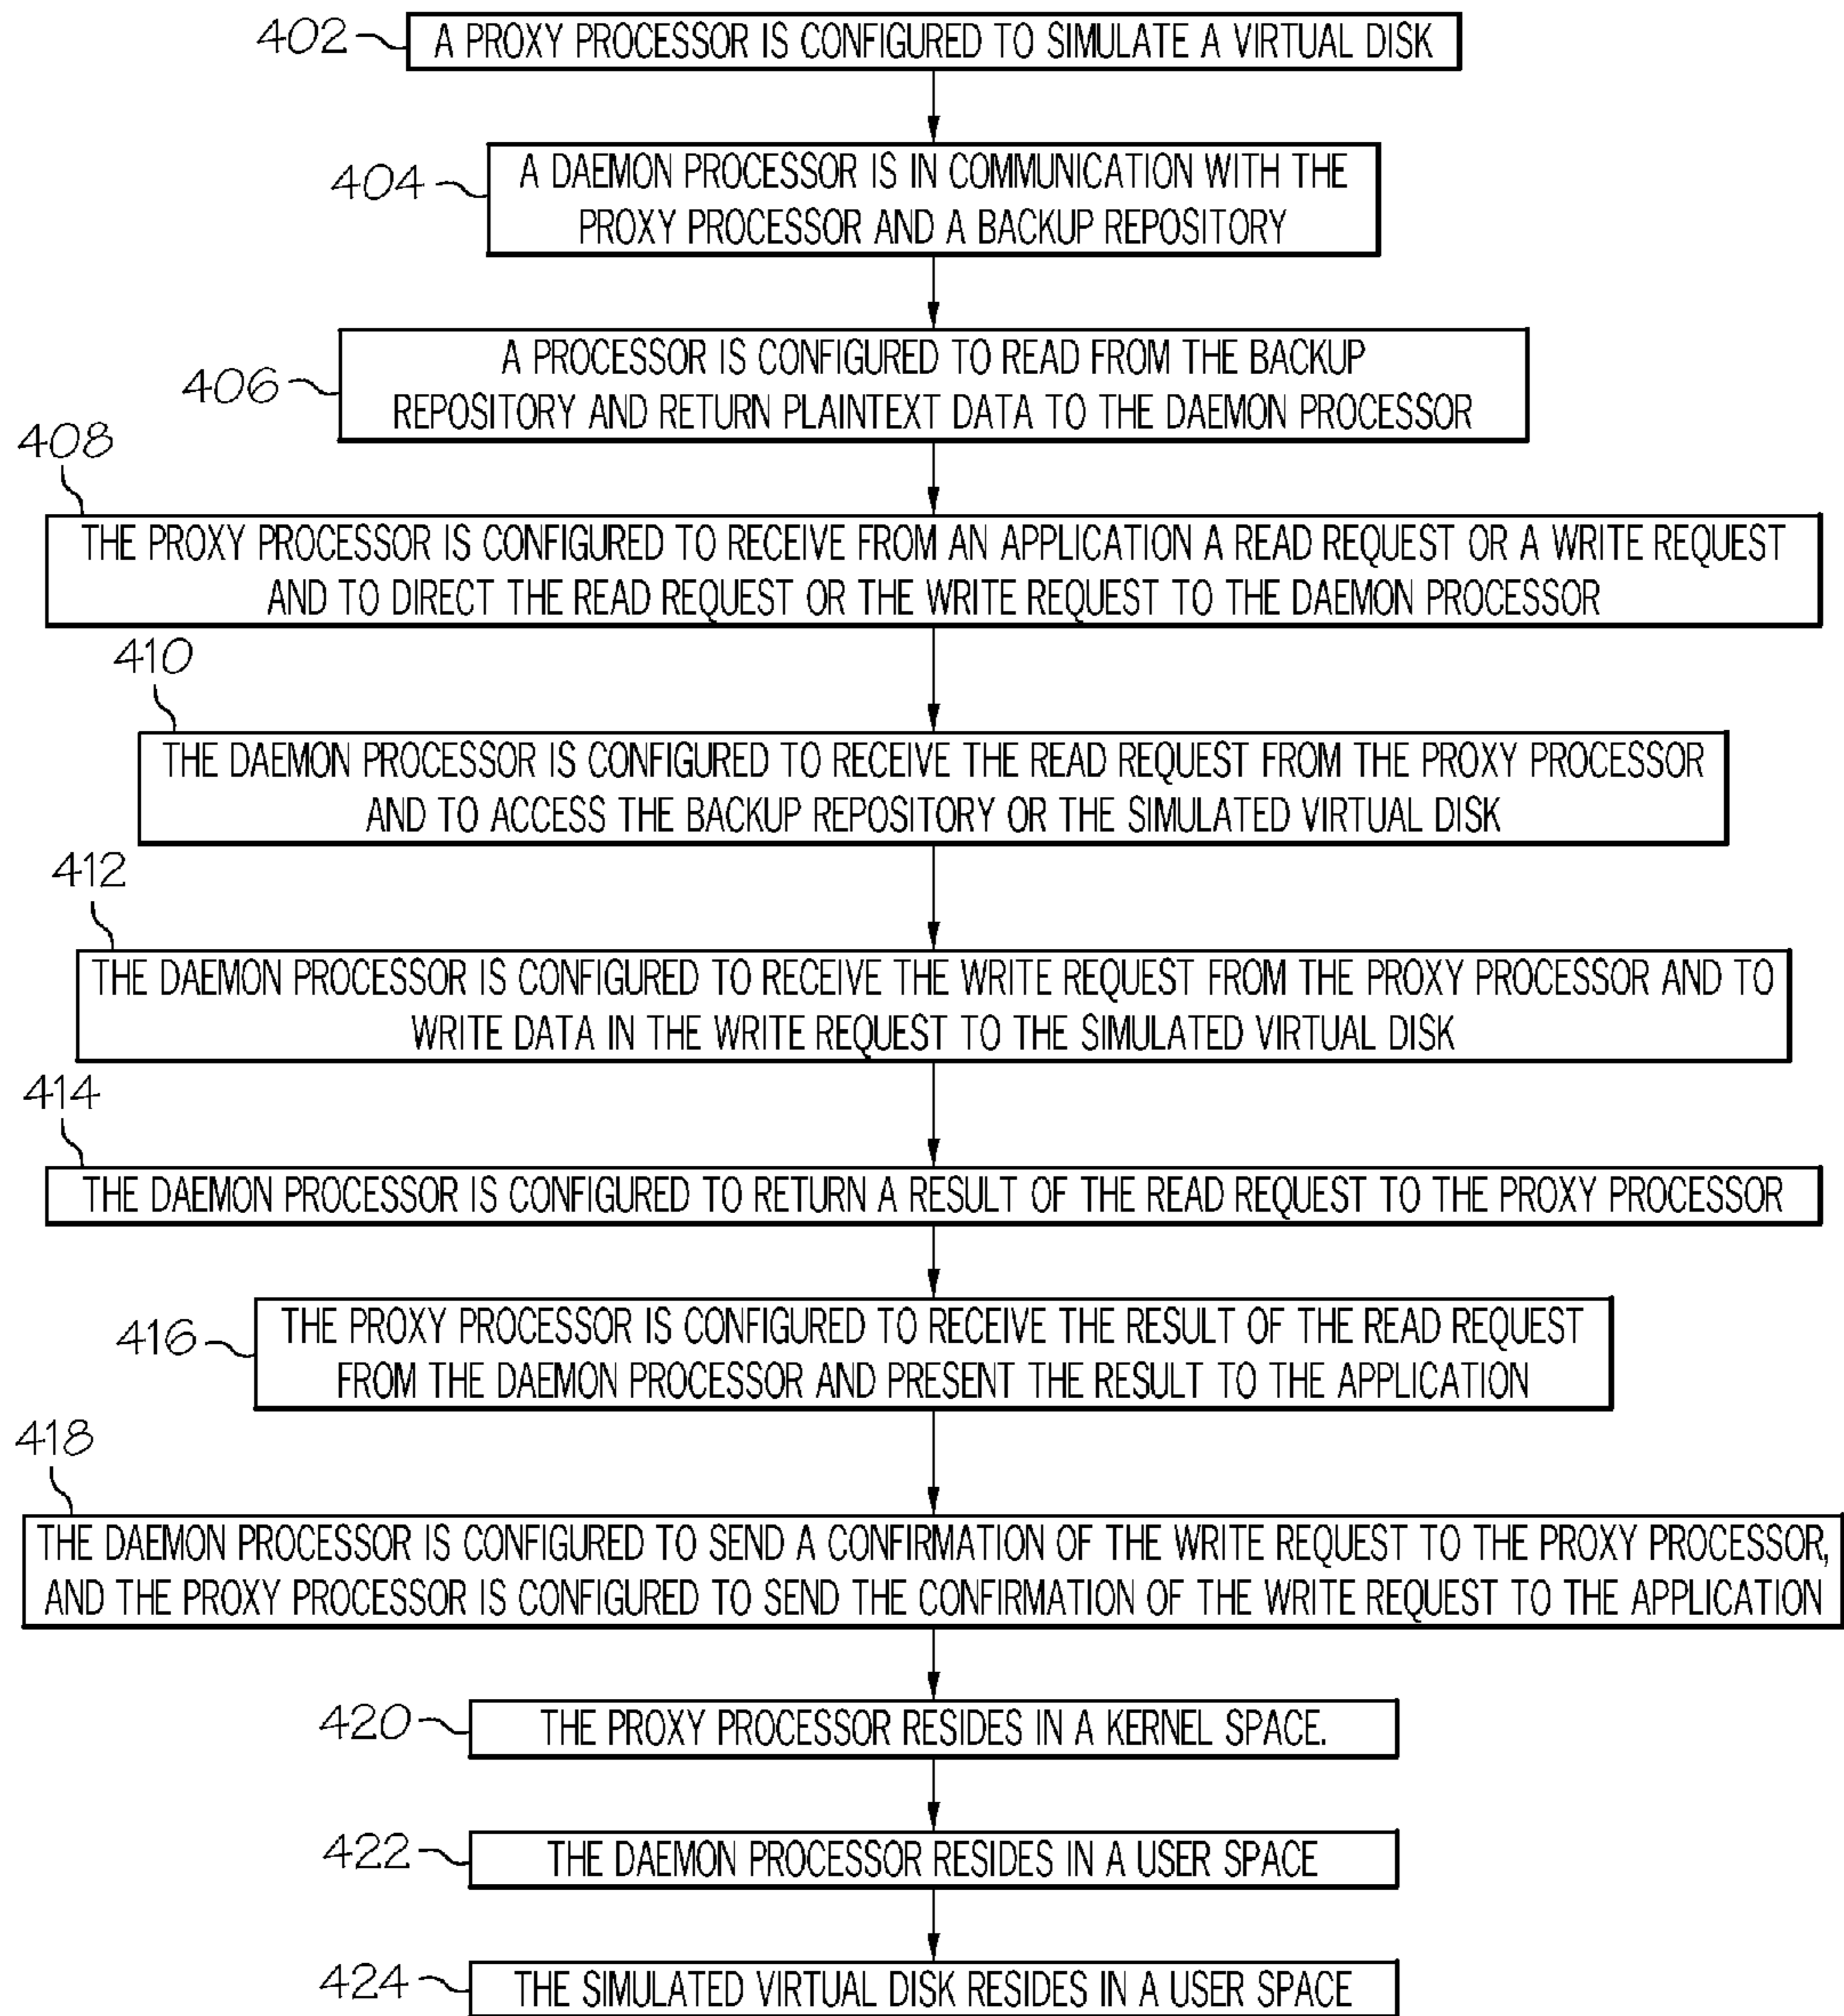 402
A PROXY PROCESSOR IS CONFIGURED TO SIMULATE A VIRTUAL DISK
404
A DAEMON PROCESSOR IS IN COMMUNICATION WITH THE
PROXY PROCESSOR AND A BACKUP REPOSITORY
406
A PROCESSOR IS CONFIGURED TO READ FROM THE BACKUP
REPOSITORY AND RETURN PLAINTEXT DATA TO THE DAEMON PROCESSOR
408
THE PROXY PROCESSOR IS CONFIGURED TO RECEIVE FROM AN APPLICATION A READ REQUEST OR A WRITE REQUEST
AND TO DIRECT THE READ REQUEST OR THE WRITE REQUEST TO THE DAEMON PROCESSOR
410
THE DAEMON PROCESSOR IS CONFIGURED TO RECEIVE THE READ REQUEST FROM THE PROXY PROCESSOR
AND TO ACCESS THE BACKUP REPOSITORY OR THE SIMULATED VIRTUAL DISK
412
THE DAEMON PROCESSOR IS CONFIGURED TO RECEIVE THE WRITE REQUEST FROM THE PROXY PROCESSOR AND TO
WRITE DATA IN THE WRITE REQUEST TO THE SIMULATED VIRTUAL DISK
414
THE DAEMON PROCESSOR IS CONFIGURED TO RETURN A RESULT OF THE READ REQUEST TO THE PROXY PROCESSOR
416
THE PROXY PROCESSOR IS CONFIGURED TO RECEIVE THE RESULT OF THE READ REQUEST
FROM THE DAEMON PROCESSOR AND PRESENT THE RESULT TO THE APPLICATION
418
THE DAEMON PROCESSOR IS CONFIGURED TO SEND A CONFIRMATION OF THE WRITE REQUEST TO THE PROXY PROCESSOR,
AND THE PROXY PROCESSOR IS CONFIGURED TO SEND THE CONFIRMATION OF THE WRITE REQUEST TO THE APPLICATION
420
THE PROXY PROCESSOR RESIDES IN A KERNEL SPACE.
422
THE DAEMON PROCESSOR RESIDES IN A USER SPACE
424
THE SIMULATED VIRTUAL DISK RESIDES IN A USER SPACE